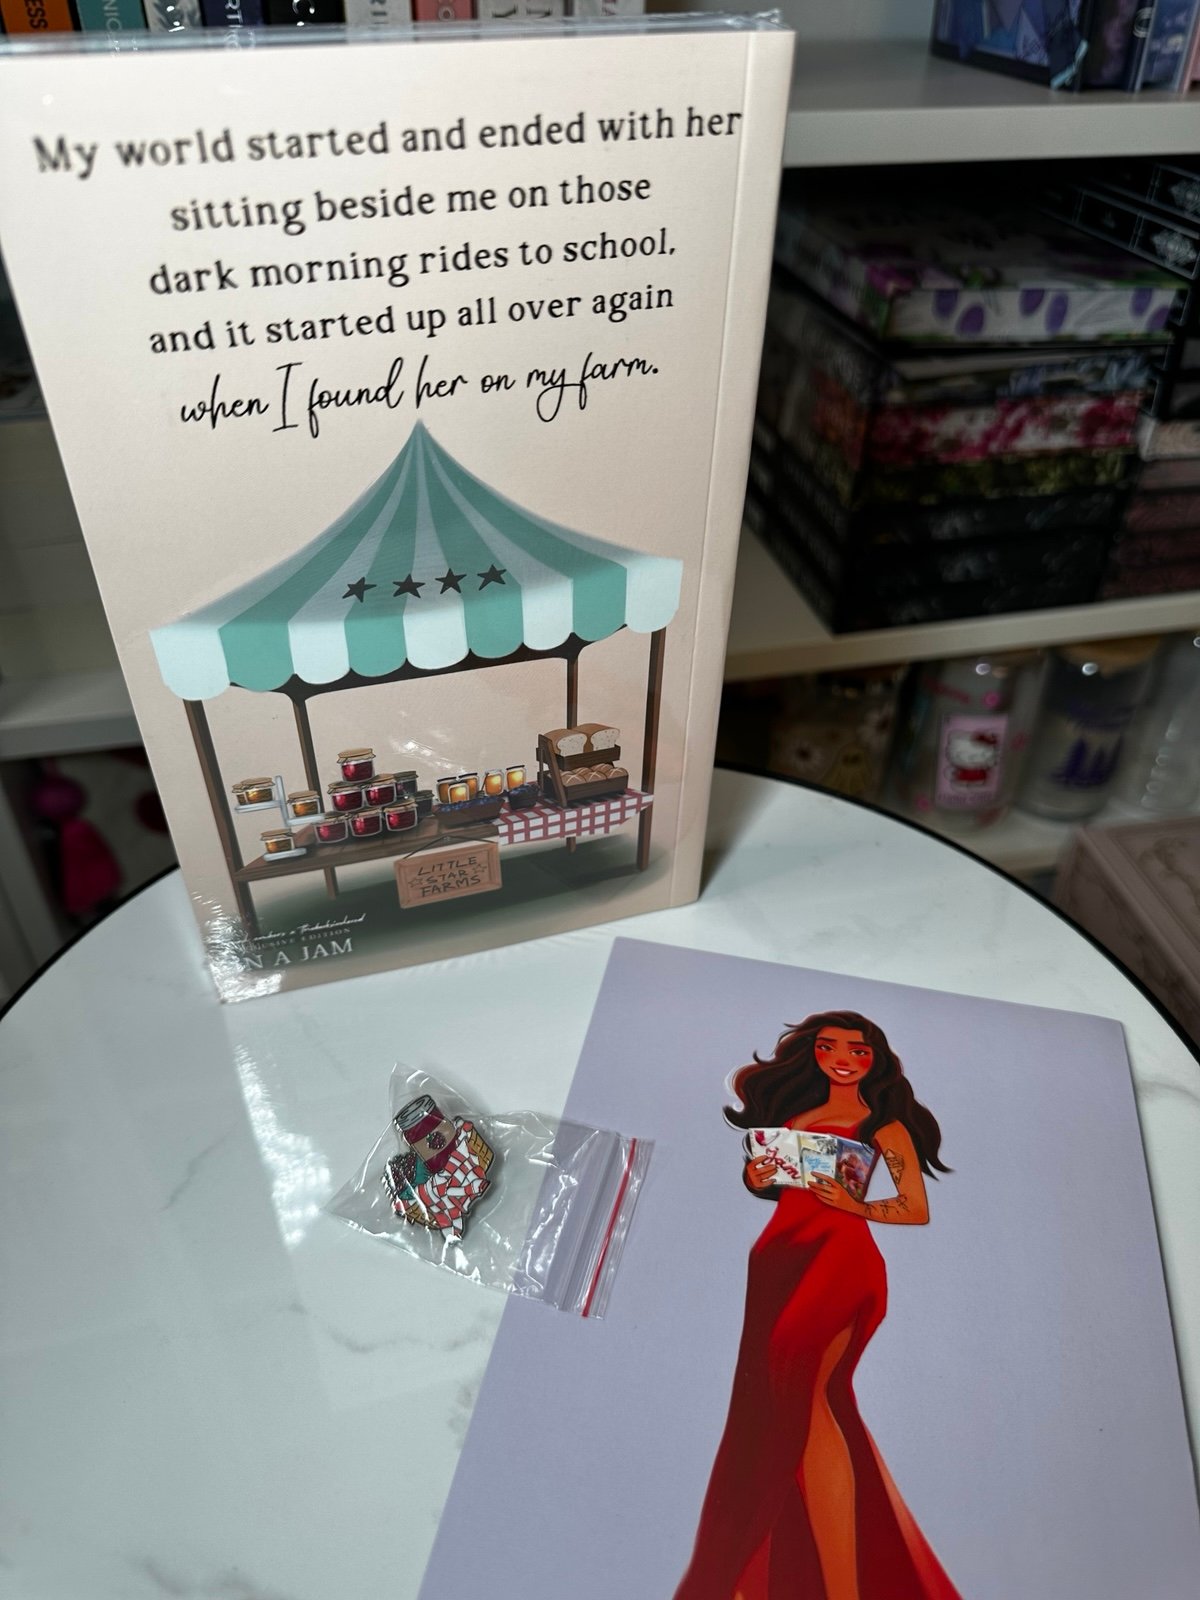 My world started and ended with her
sitting beside me on those
dark morning rides to school,
and it started up all over again
when I found her on my farm.
LITTLE
STAR
FARMS
EDITION
N A JAM
Jam